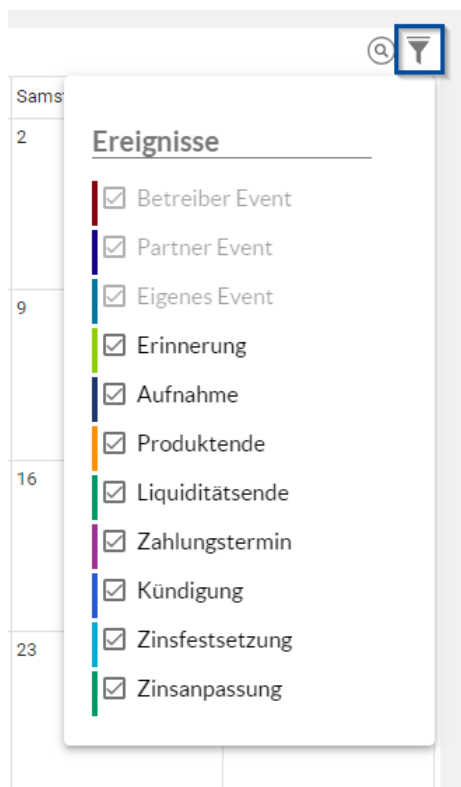 Sams
2
Ereignisse
Betreiber Event
Partner Event
Eigenes Event
9
Erinnerung
Aufnahme
Produktende
16
Liquiditätsende
Zahlungstermin
Kündigung
23
Zinsfestsetzung
Zinsanpassung